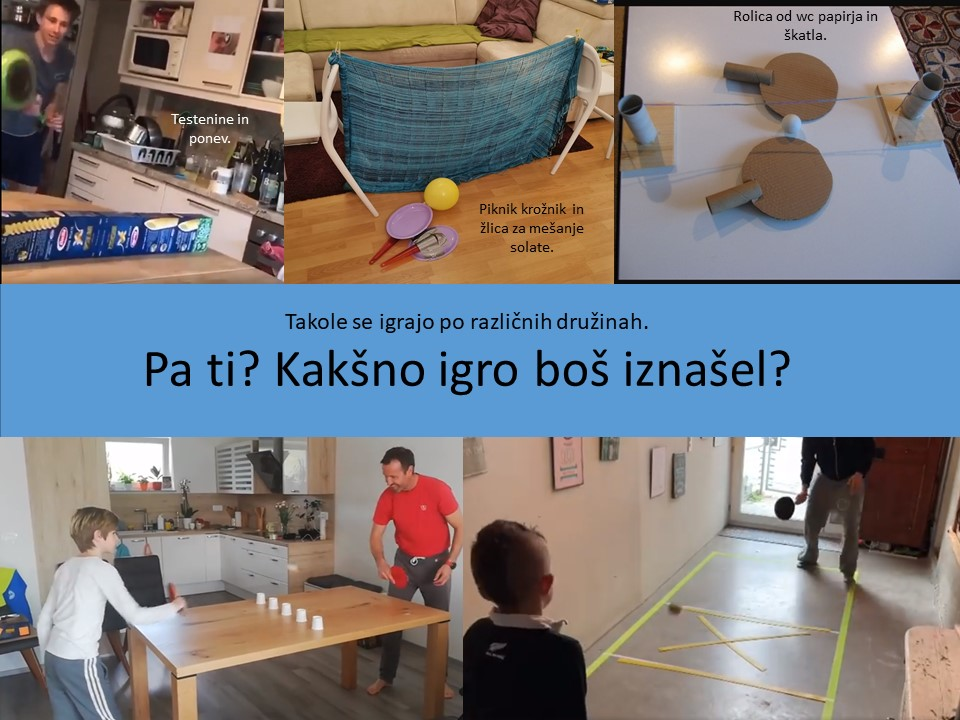 Testenine in
ponev.
Piknik krožnik in
žlica za mešanje
solate.
Rolica od wc papirja in
škatla.
Takole se igrajo po različnih družinah.
Pa ti? Kakšno igro boš iznašel?